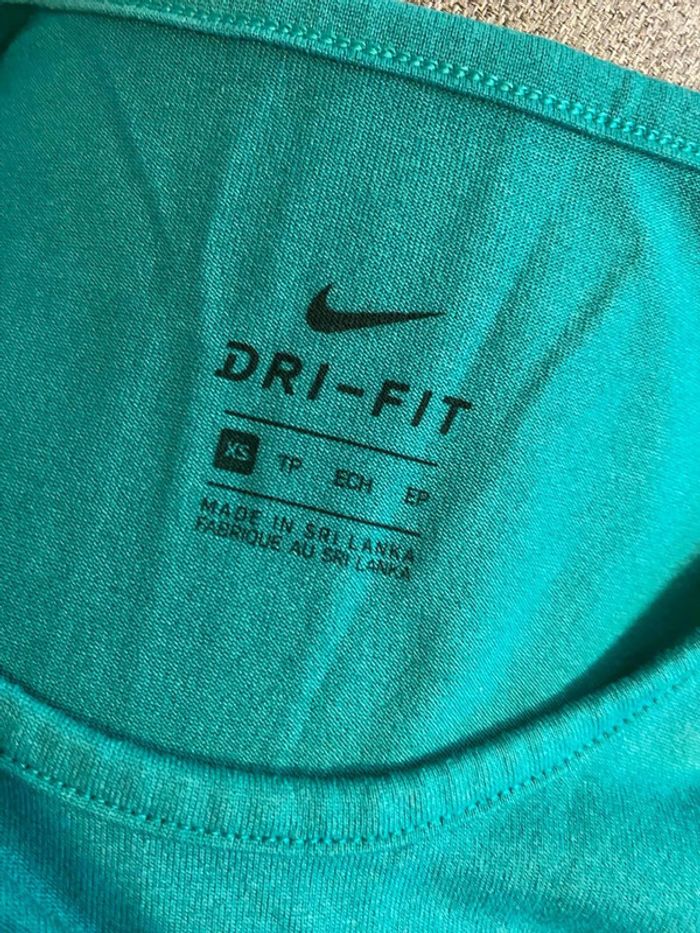 DRI-FIT
XS TP ECH EP
MADE IN SRI LANKA
FABRIQUE AU SRI LANKA